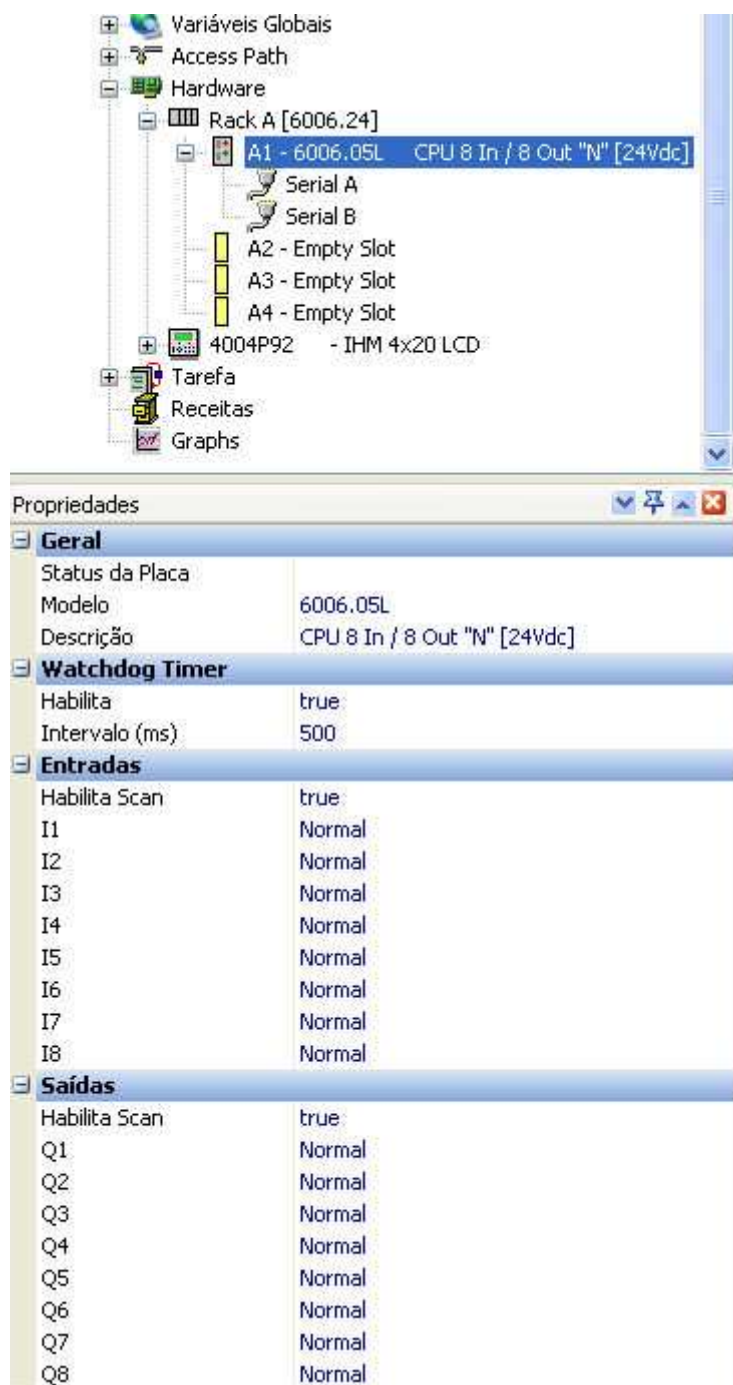 Variáveis Globais
Access Path
Hardware
Rack A [6006.24]
A1 - 6006.05L CPU 8 In / 8 Out "N" [24Vdc]
Serial A
Serial B
A2 - Empty Slot
A3 - Empty Slot
A4 - Empty Slot
4004P92 - IHM 4x20 LCD
Tarefa
Receitas
Graphs
Propriedades
Geral
Status da Placa
Modelo 6006.05L
Descrição CPU 8 In / 8 Out "N" [24Vdc]
Watchdog Timer
Habilita true
Intervalo (ms) 500
Entradas
Habilita Scan true
I1 Normal
I2 Normal
I3 Normal
I4 Normal
I5 Normal
I6 Normal
I7 Normal
I8 Normal
Saídas
Habilita Scan true
Q1 Normal
Q2 Normal
Q3 Normal
Q4 Normal
Q5 Normal
Q6 Normal
Q7 Normal
Q8 Normal